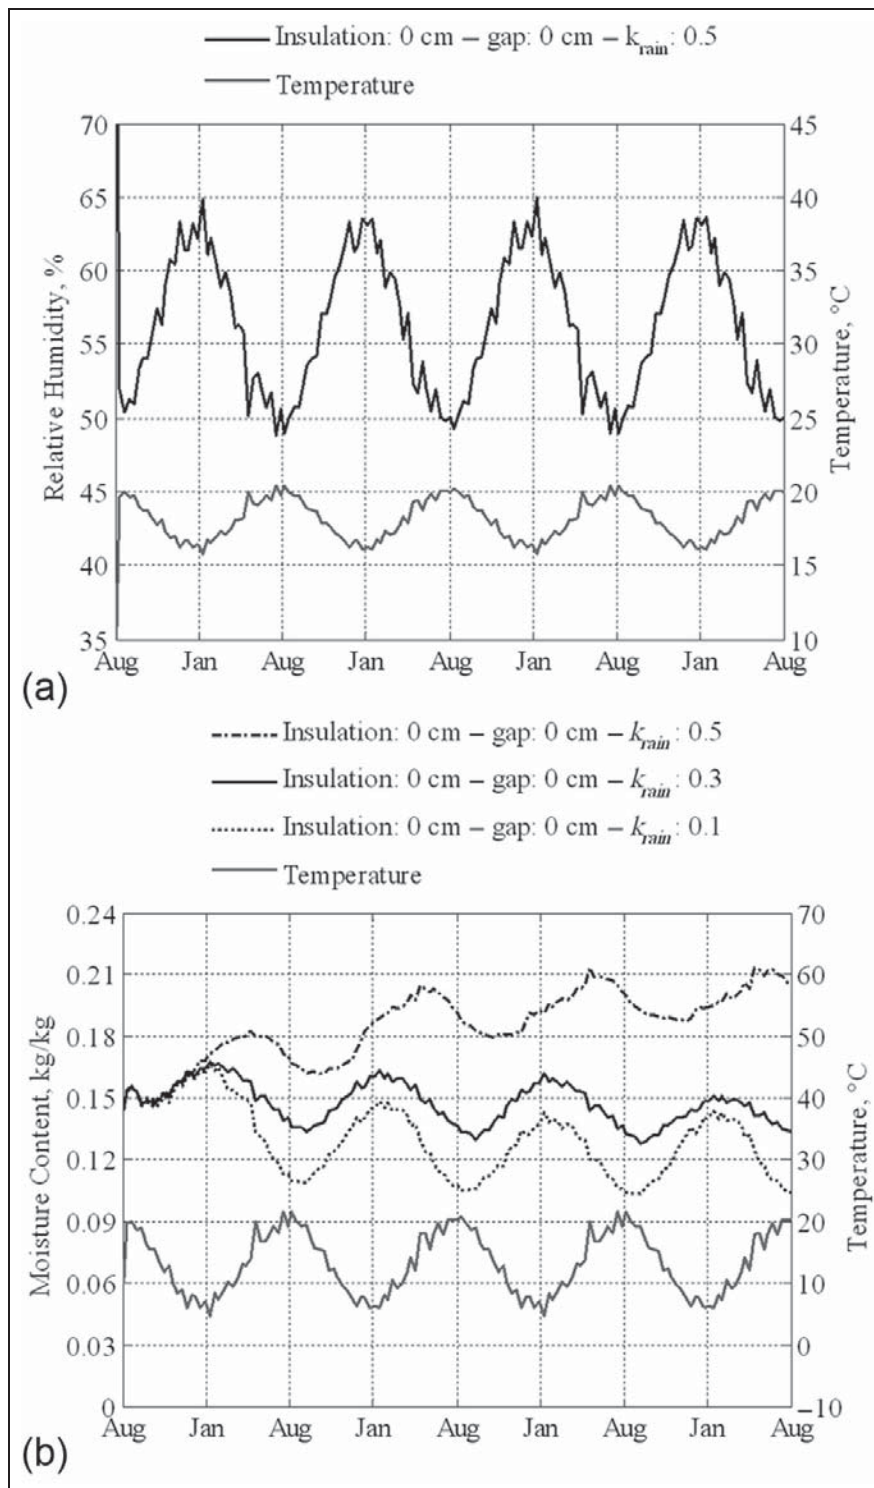 Insulation: 0 cm – gap: 0 cm – k_rain: 0.5
Temperature
70
65
60
55
50
45
40
35
Relative Humidity, %
45
40
35
30
25
20
15
10
Temperature, °C
Aug Jan Aug Jan Aug Jan Aug Jan Aug
(a)
Insulation: 0 cm – gap: 0 cm – k_rain: 0.5
Insulation: 0 cm – gap: 0 cm – k_rain: 0.3
Insulation: 0 cm – gap: 0 cm – k_rain: 0.1
Temperature
0.24
0.21
0.18
0.15
0.12
0.09
0.06
0.03
0
Moisture Content, kg/kg
70
60
50
40
30
20
10
0
–10
Temperature, °C
Aug Jan Aug Jan Aug Jan Aug Jan Aug
(b)